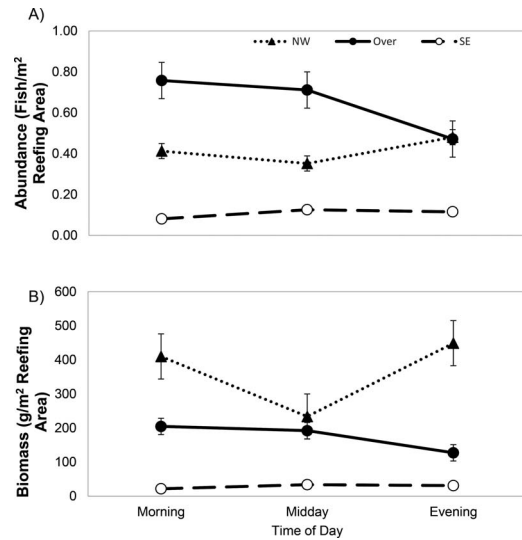 A)
NW Over SE
1.00
0.80
0.60
0.40
0.20
0.00
Abundance (Fish/m²
Reefing Area)
B)
600
500
400
300
200
100
0
Biomass (g/m² Reefing
Area)
Morning Midday Evening
Time of Day